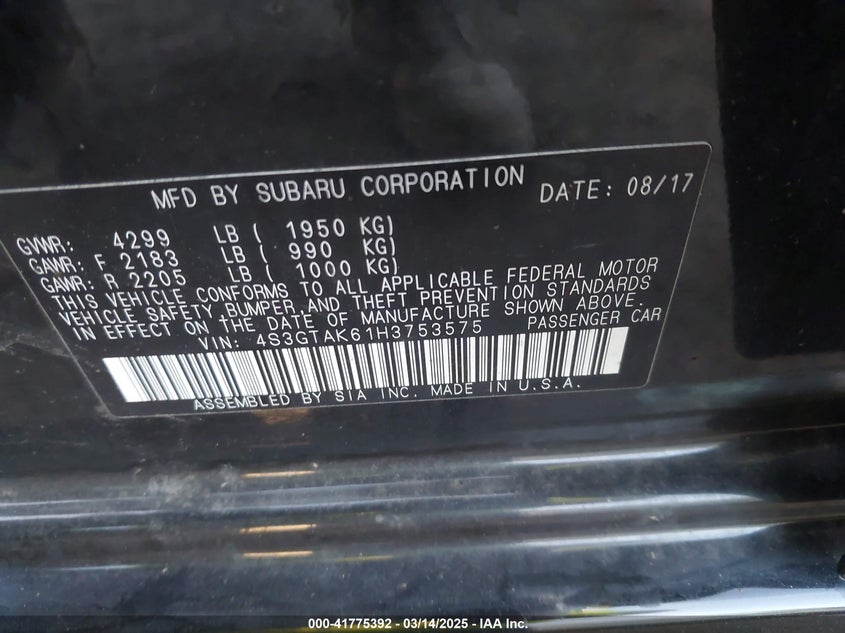 MFD BY SUBARU CORPORATION DATE: 08/17
GVWR: 4299 LB ( 1950 KG)
GAWR: F 2183 LB ( 990 KG)
GAWR: R 2205 LB ( 1000 KG)
THIS VEHICLE CONFORMS TO ALL APPLICABLE FEDERAL MOTOR
VEHICLE SAFETY, BUMPER, AND THEFT PREVENTION STANDARDS
IN EFFECT ON THE DATE OF MANUFACTURE SHOWN ABOVE.
VIN: 4S3GTAK61H3753575 PASSENGER CAR
ASSEMBLED BY SIA INC. MADE IN U.S.A.
000-41775392 — 03/14/2025 — IAA Inc.